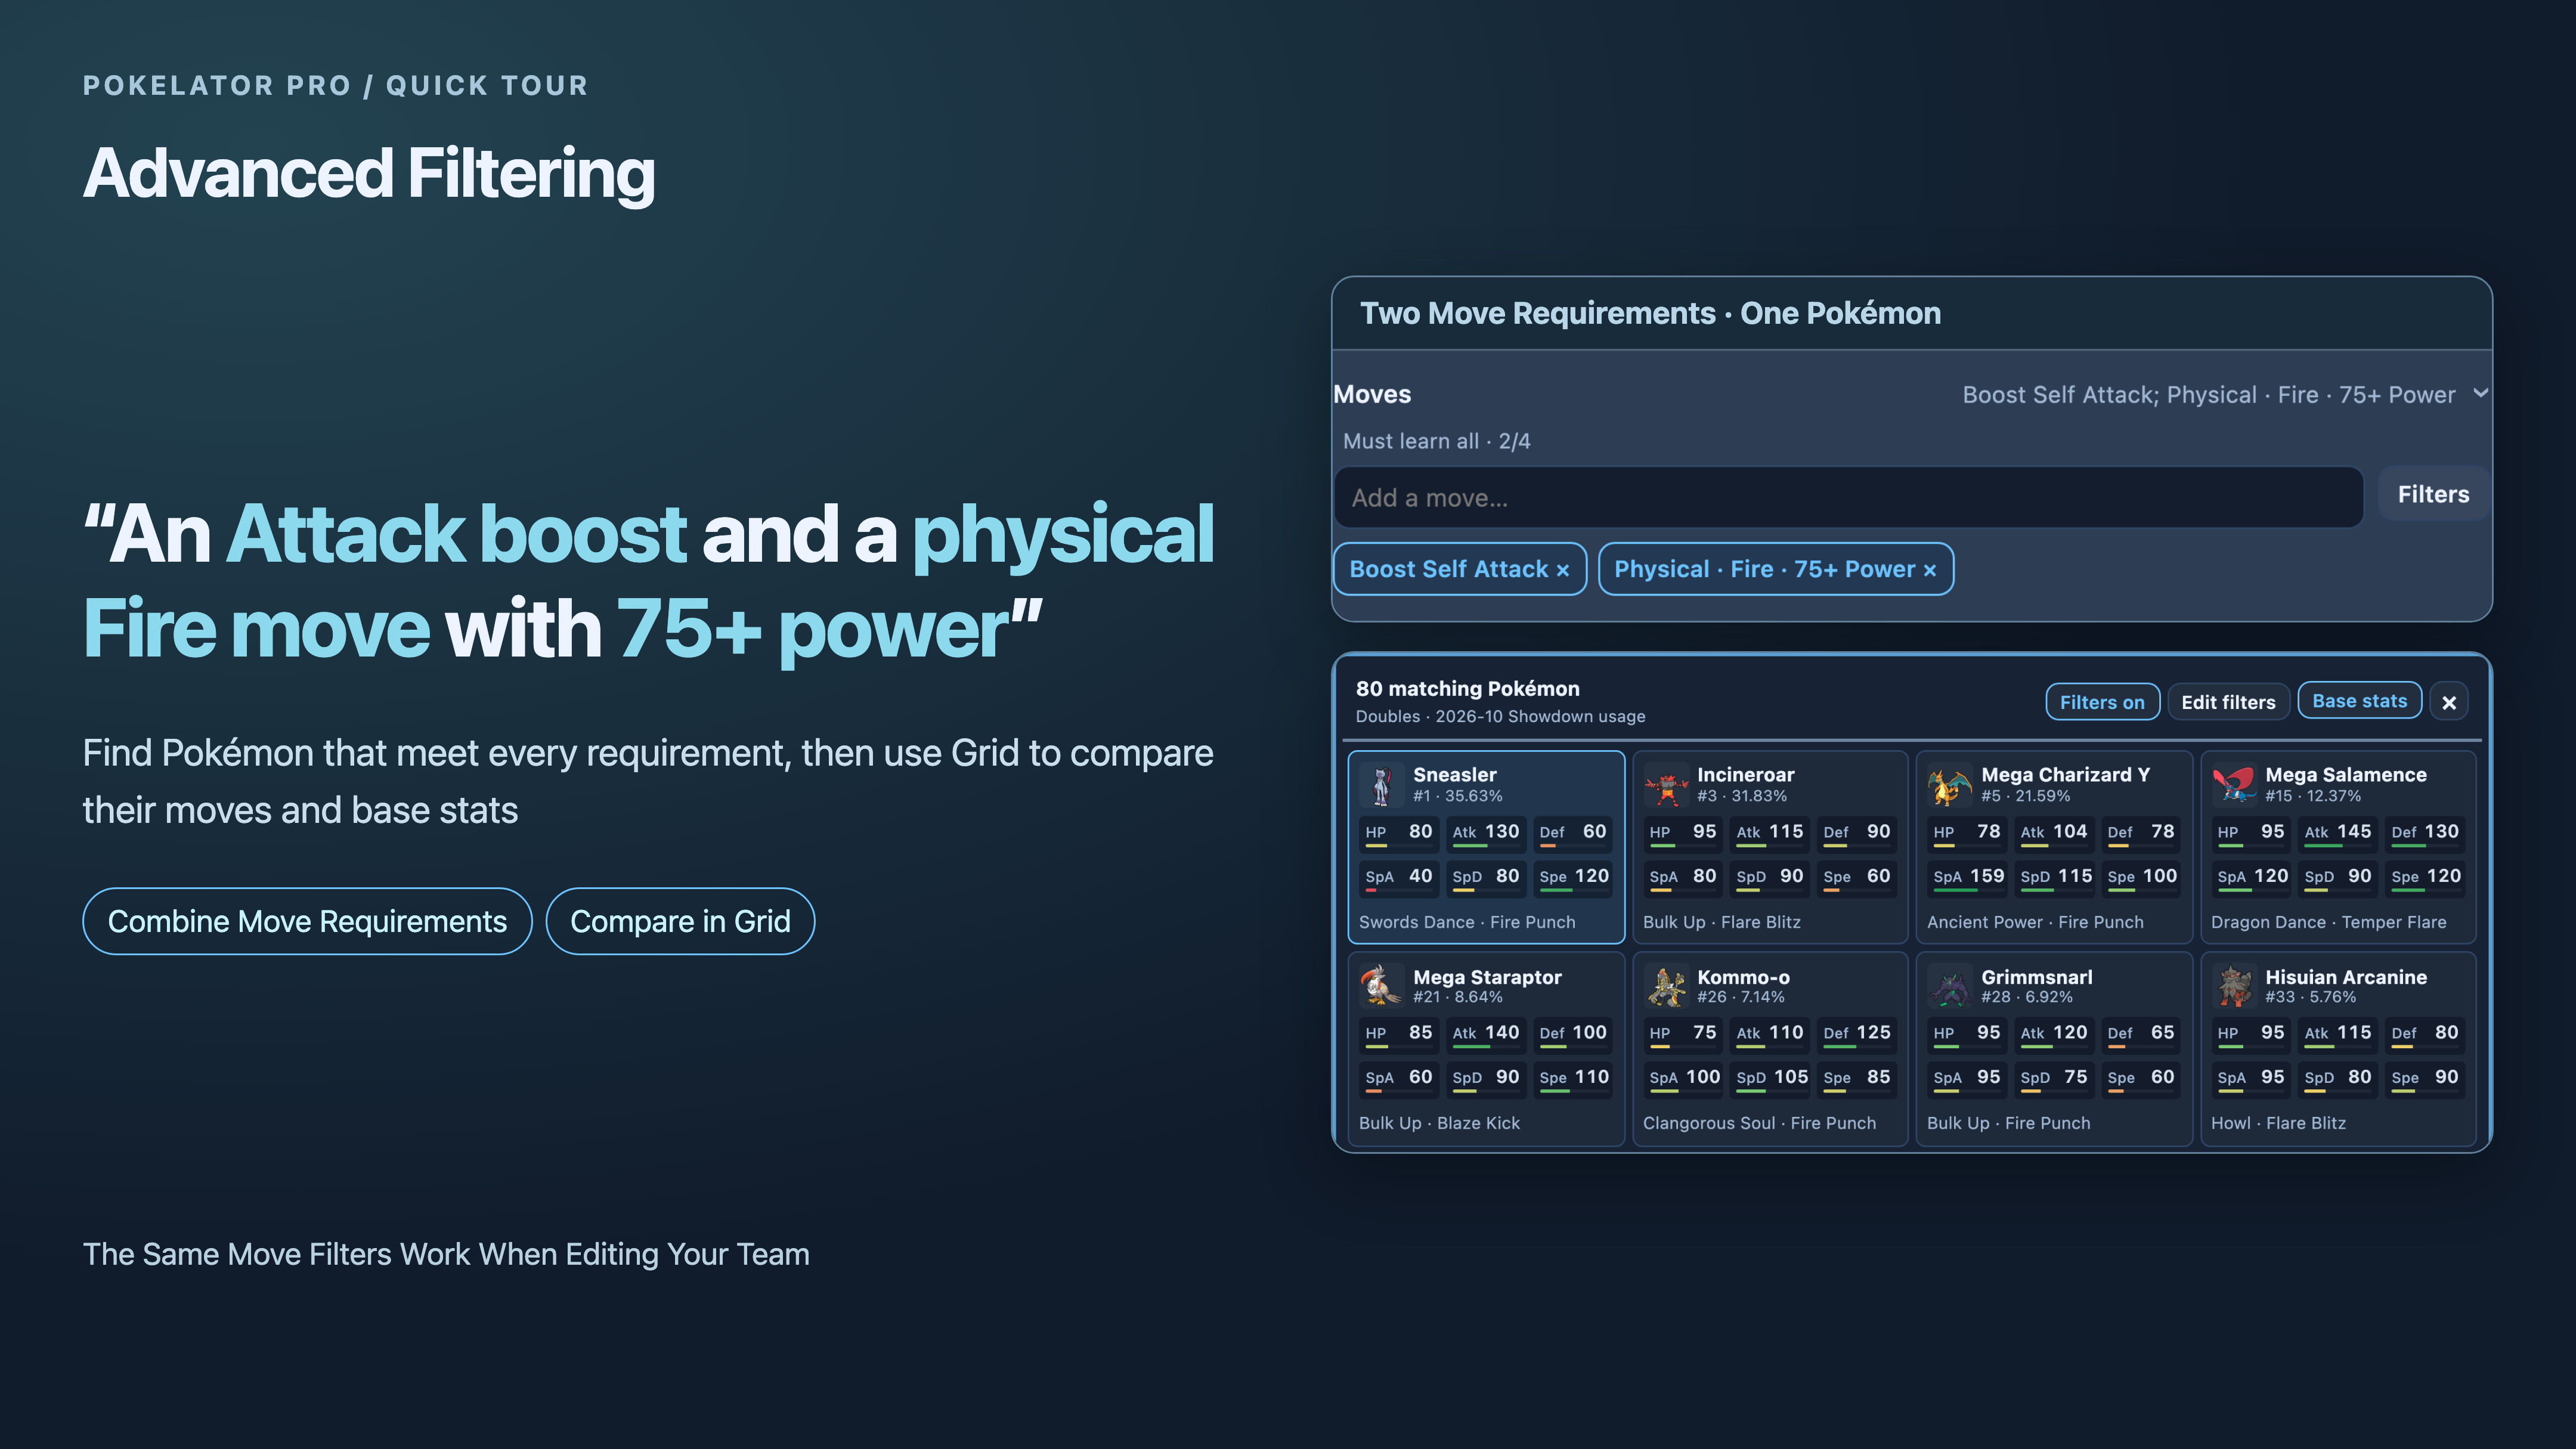 POKELATOR PRO / QUICK TOUR
Advanced Filtering
“An Attack boost and a physical
Fire move with 75+ power”
Find Pokémon that meet every requirement, then use Grid to compare
their moves and base stats
Combine Move Requirements
Compare in Grid
The Same Move Filters Work When Editing Your Team
Two Move Requirements · One Pokémon
Moves
Boost Self Attack; Physical · Fire · 75+ Power
Must learn all · 2/4
Add a move...
Filters
Boost Self Attack ×
Physical · Fire · 75+ Power ×
80 matching Pokémon
Doubles · 2026-10 Showdown usage
Filters on
Edit filters
Base stats
×
Sneasler
#1 · 35.63%
HP 80 Atk 130 Def 60
SpA 40 SpD 80 Spe 120
Swords Dance · Fire Punch
Incineroar
#3 · 31.83%
HP 95 Atk 115 Def 90
SpA 80 SpD 90 Spe 60
Bulk Up · Flare Blitz
Mega Charizard Y
#5 · 21.59%
HP 78 Atk 104 Def 78
SpA 159 SpD 115 Spe 100
Ancient Power · Fire Punch
Mega Salamence
#15 · 12.37%
HP 95 Atk 145 Def 130
SpA 120 SpD 90 Spe 120
Dragon Dance · Temper Flare
Mega Staraptor
#21 · 8.64%
HP 85 Atk 140 Def 100
SpA 60 SpD 90 Spe 110
Bulk Up · Blaze Kick
Kommo-o
#26 · 7.14%
HP 75 Atk 110 Def 125
SpA 100 SpD 105 Spe 85
Clangorous Soul · Fire Punch
Grimmsnarl
#28 · 6.92%
HP 95 Atk 120 Def 65
SpA 95 SpD 75 Spe 60
Bulk Up · Fire Punch
Hisuian Arcanine
#33 · 5.76%
HP 95 Atk 115 Def 80
SpA 95 SpD 80 Spe 90
Howl · Flare Blitz